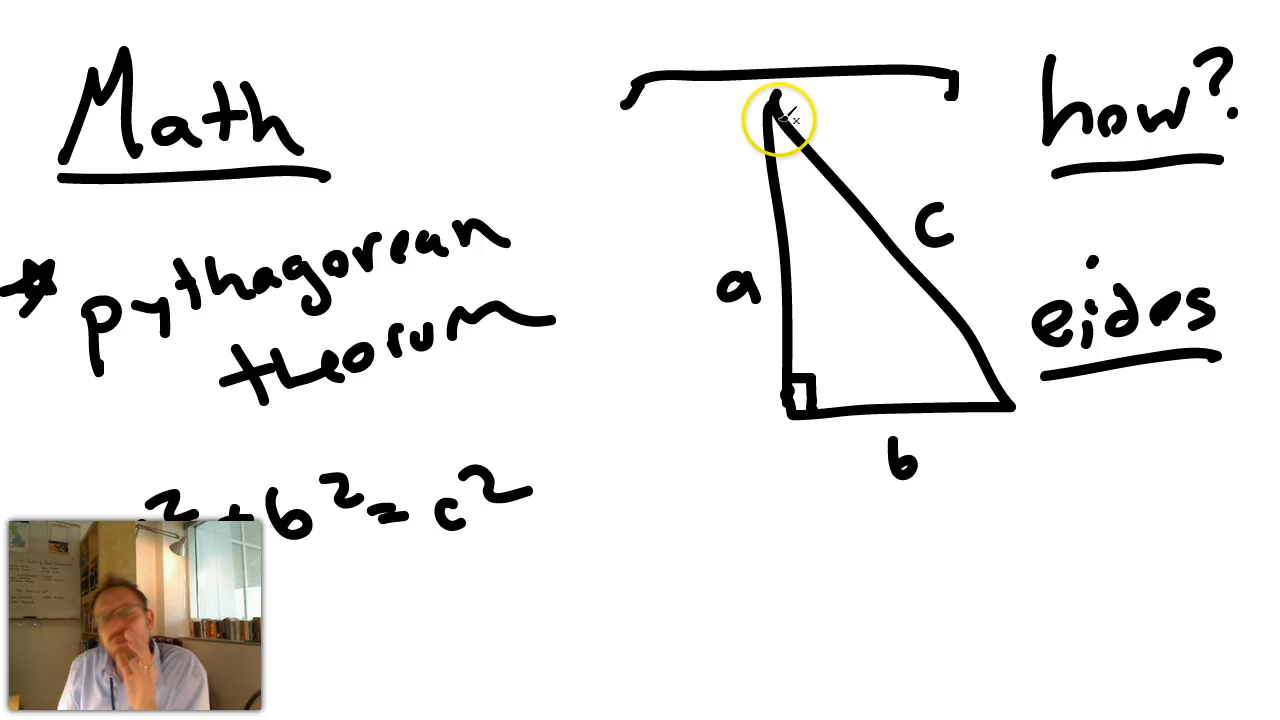 Math
* pythagorean
theorum
² + b² = c²
a
b
c
how?
eidos